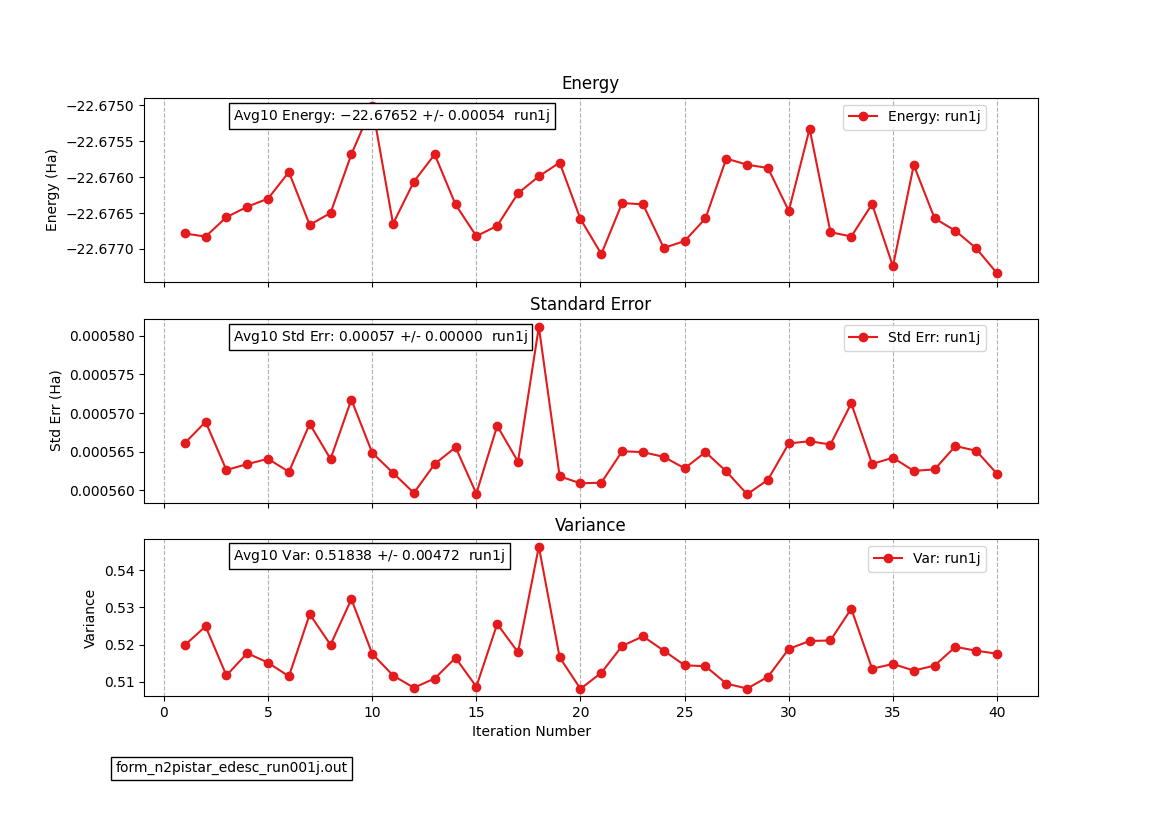 Energy
Avg10 Energy: −22.67652 +/- 0.00054 run1j
Energy: run1j
−22.6750
−22.6755
−22.6760
−22.6765
−22.6770
Energy (Ha)
Standard Error
Avg10 Std Err: 0.00057 +/- 0.00000 run1j
Std Err: run1j
0.000580
0.000575
0.000570
0.000565
0.000560
Std Err (Ha)
Variance
Avg10 Var: 0.51838 +/- 0.00472 run1j
Var: run1j
0.54
0.53
0.52
0.51
Variance
0 5 10 15 20 25 30 35 40
Iteration Number
form_n2pistar_edesc_run001j.out